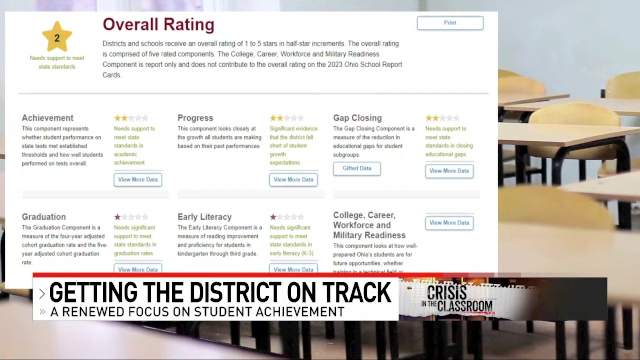 Overall Rating
Print
2
Needs support to meet
state standards
Districts and schools receive an overall rating of 1 to 5 stars in half-star increments. The overall rating
is comprised of five rated components. The College, Career, Workforce and Military Readiness
Component is report only and does not contribute to the overall rating on the 2023 Ohio School Report
Cards.
Achievement
This component represents
whether student performance on
state tests met established
thresholds and how well students
performed on tests overall.
Needs support to
meet state
standards in
academic
achievement
View More Data
Progress
This component looks closely at
the growth all students are making
based on their past performances.
Significant evidence
that the district fell
short of student
growth
expectations
View More Data
Gap Closing
The Gap Closing Component is a
measure of the reduction in
educational gaps for student
subgroups.
Gifted Data
Needs support to
meet state
standards in closing
educational gaps
View More Data
Graduation
The Graduation Component is a
measure of the four-year adjusted
cohort graduation rate and the five-
year adjusted cohort graduation
rate.
Needs significant
support to meet
state standards in
graduation rates
View More Data
Early Literacy
The Early Literacy Component is a
measure of reading improvement
and proficiency for students in
kindergarten through third grade.
Needs significant
support to meet
state standards in
early literacy (K-3)
View More Data
College, Career,
Workforce and
Military Readiness
This component looks at how well-
prepared Ohio's students are for
future opportunities, whether
training in a technical field or
View More Data
GETTING THE DISTRICT ON TRACK
A RENEWED FOCUS ON STUDENT ACHIEVEMENT
CRISIS
IN THE
CLASSROOM